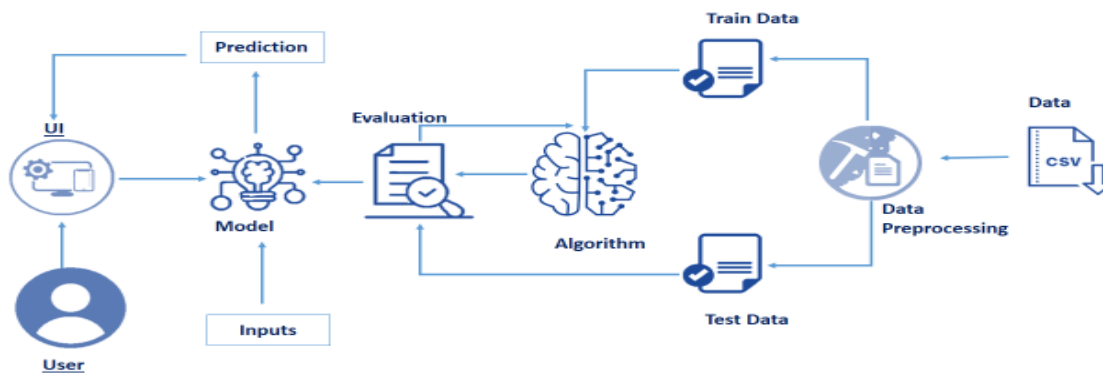 Train Data
Prediction
Data
Evaluation
UI
CSV
Model
Data
Preprocessing
Algorithm
Inputs
Test Data
User